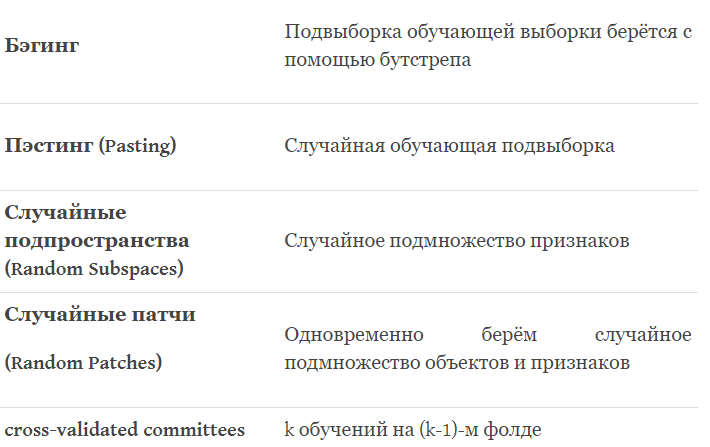 Бэгинг
Подвыборка обучающей выборки берётся с
помощью бутстрепа
Пэстинг (Pasting)
Случайная обучающая подвыборка
Случайные
подпространства
(Random Subspaces)
Случайное подмножество признаков
Случайные патчи
(Random Patches)
Одновременно берём случайное
подмножество объектов и признаков
cross-validated committees
k обучений на (k-1)-м фолде